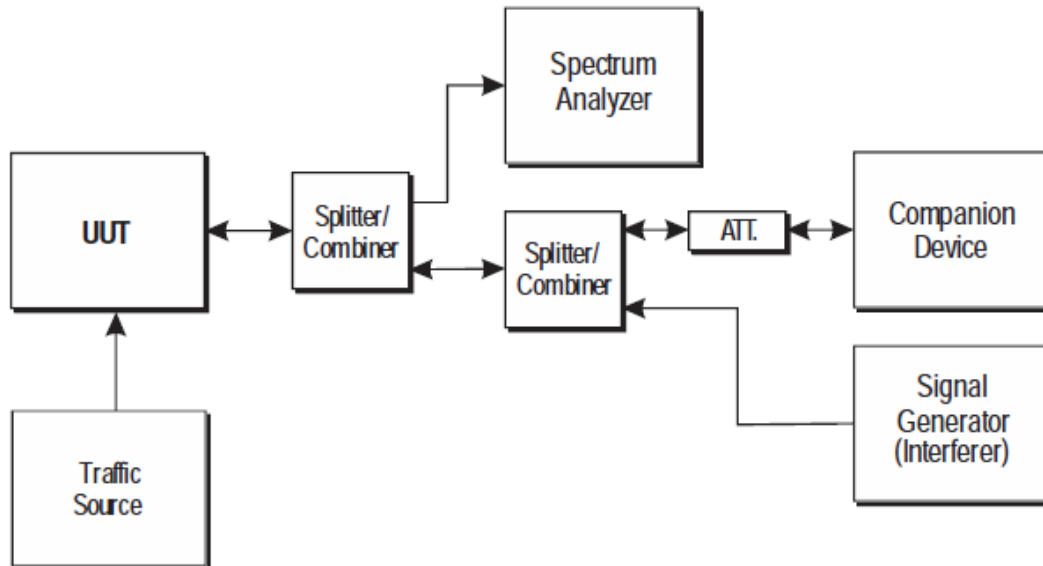 Spectrum
Analyzer
UUT
Splitter/
Combiner
Splitter/
Combiner
ATT.
Companion
Device
Traffic
Source
Signal
Generator
(Interferer)